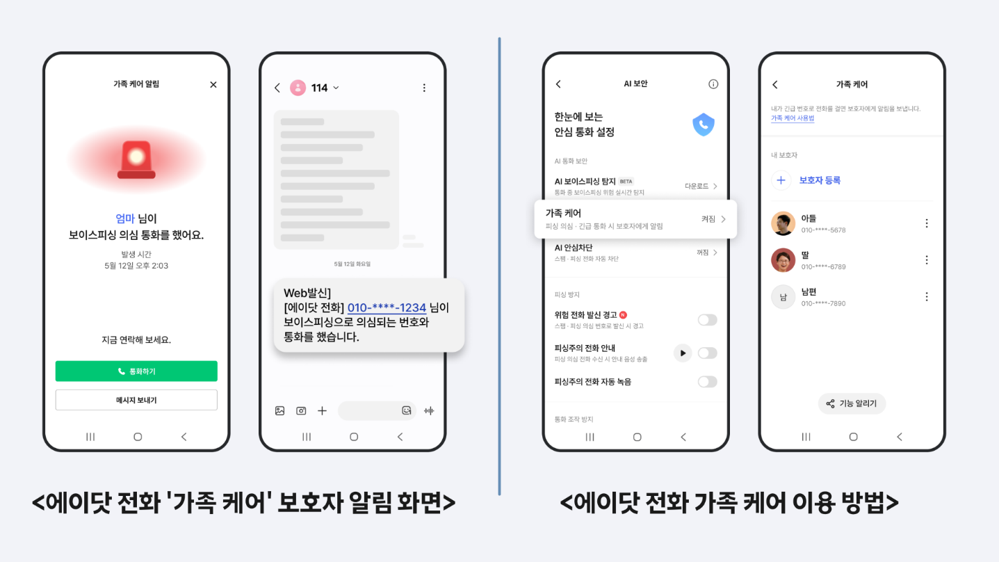 가족 케어 알림
엄마 님이
보이스피싱 의심 통화를 했어요.
발생 시간
5월 12일 오후 2:03
지금 연락해 보세요.
통화하기
메시지 보내기
114
5월 12일 화요일
Web발신]
[에이닷 전화] 010-****-1234 님이
보이스피싱으로 의심되는 번호와
통화를 했습니다.
<에이닷 전화 '가족 케어' 보호자 알림 화면>
AI 보안
한눈에 보는
안심 통화 설정
AI 통화 보안
AI 보이스피싱 탐지 BETA
다운로드
통화 중 보이스피싱 위험 실시간 탐지
가족 케어
켜짐
피싱 의심 · 긴급 통화 시 보호자에게 알림
AI 안심차단
꺼짐
스팸 · 피싱 전화 자동 차단
피싱 방지
위험 전화 발신 경고 N
스팸 · 피싱 의심 번호로 발신 시 경고
피싱주의 전화 안내
피싱 의심 전화 수신 시 안내 음성 송출
피싱주의 전화 자동 녹음
통화 조작 방지
가족 케어
내가 긴급 번호로 전화를 걸면 보호자에게 알림을 보냅니다.
가족 케어 사용법
내 보호자
보호자 등록
아들
010-****-5678
딸
010-****-6789
남
남편
010-****-7890
기능 알리기
<에이닷 전화 가족 케어 이용 방법>